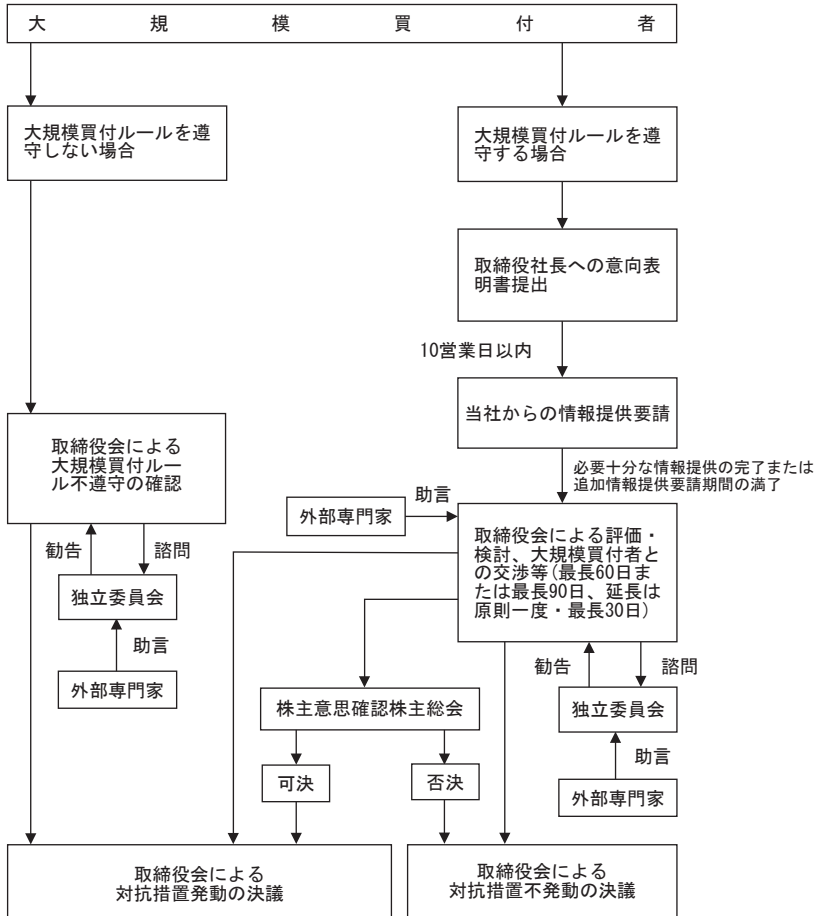 大規模買付者
大規模買付ルールを遵
守しない場合
大規模買付ルールを遵
守する場合
取締役社長への意向表
明書提出
10営業日以内
当社からの情報提供要請
必要十分な情報提供の完了または
追加情報提供要請期間の満了
取締役会による
大規模買付ルー
ル不遵守の確認
勧告
諮問
独立委員会
助言
外部専門家
外部専門家
助言
取締役会による評価・
検討、大規模買付者と
の交渉等(最長60日ま
たは最長90日、延長は
原則一度・最長30日)
勧告
諮問
独立委員会
助言
外部専門家
株主意思確認株主総会
可決
否決
取締役会による
対抗措置発動の決議
取締役会による
対抗措置不発動の決議